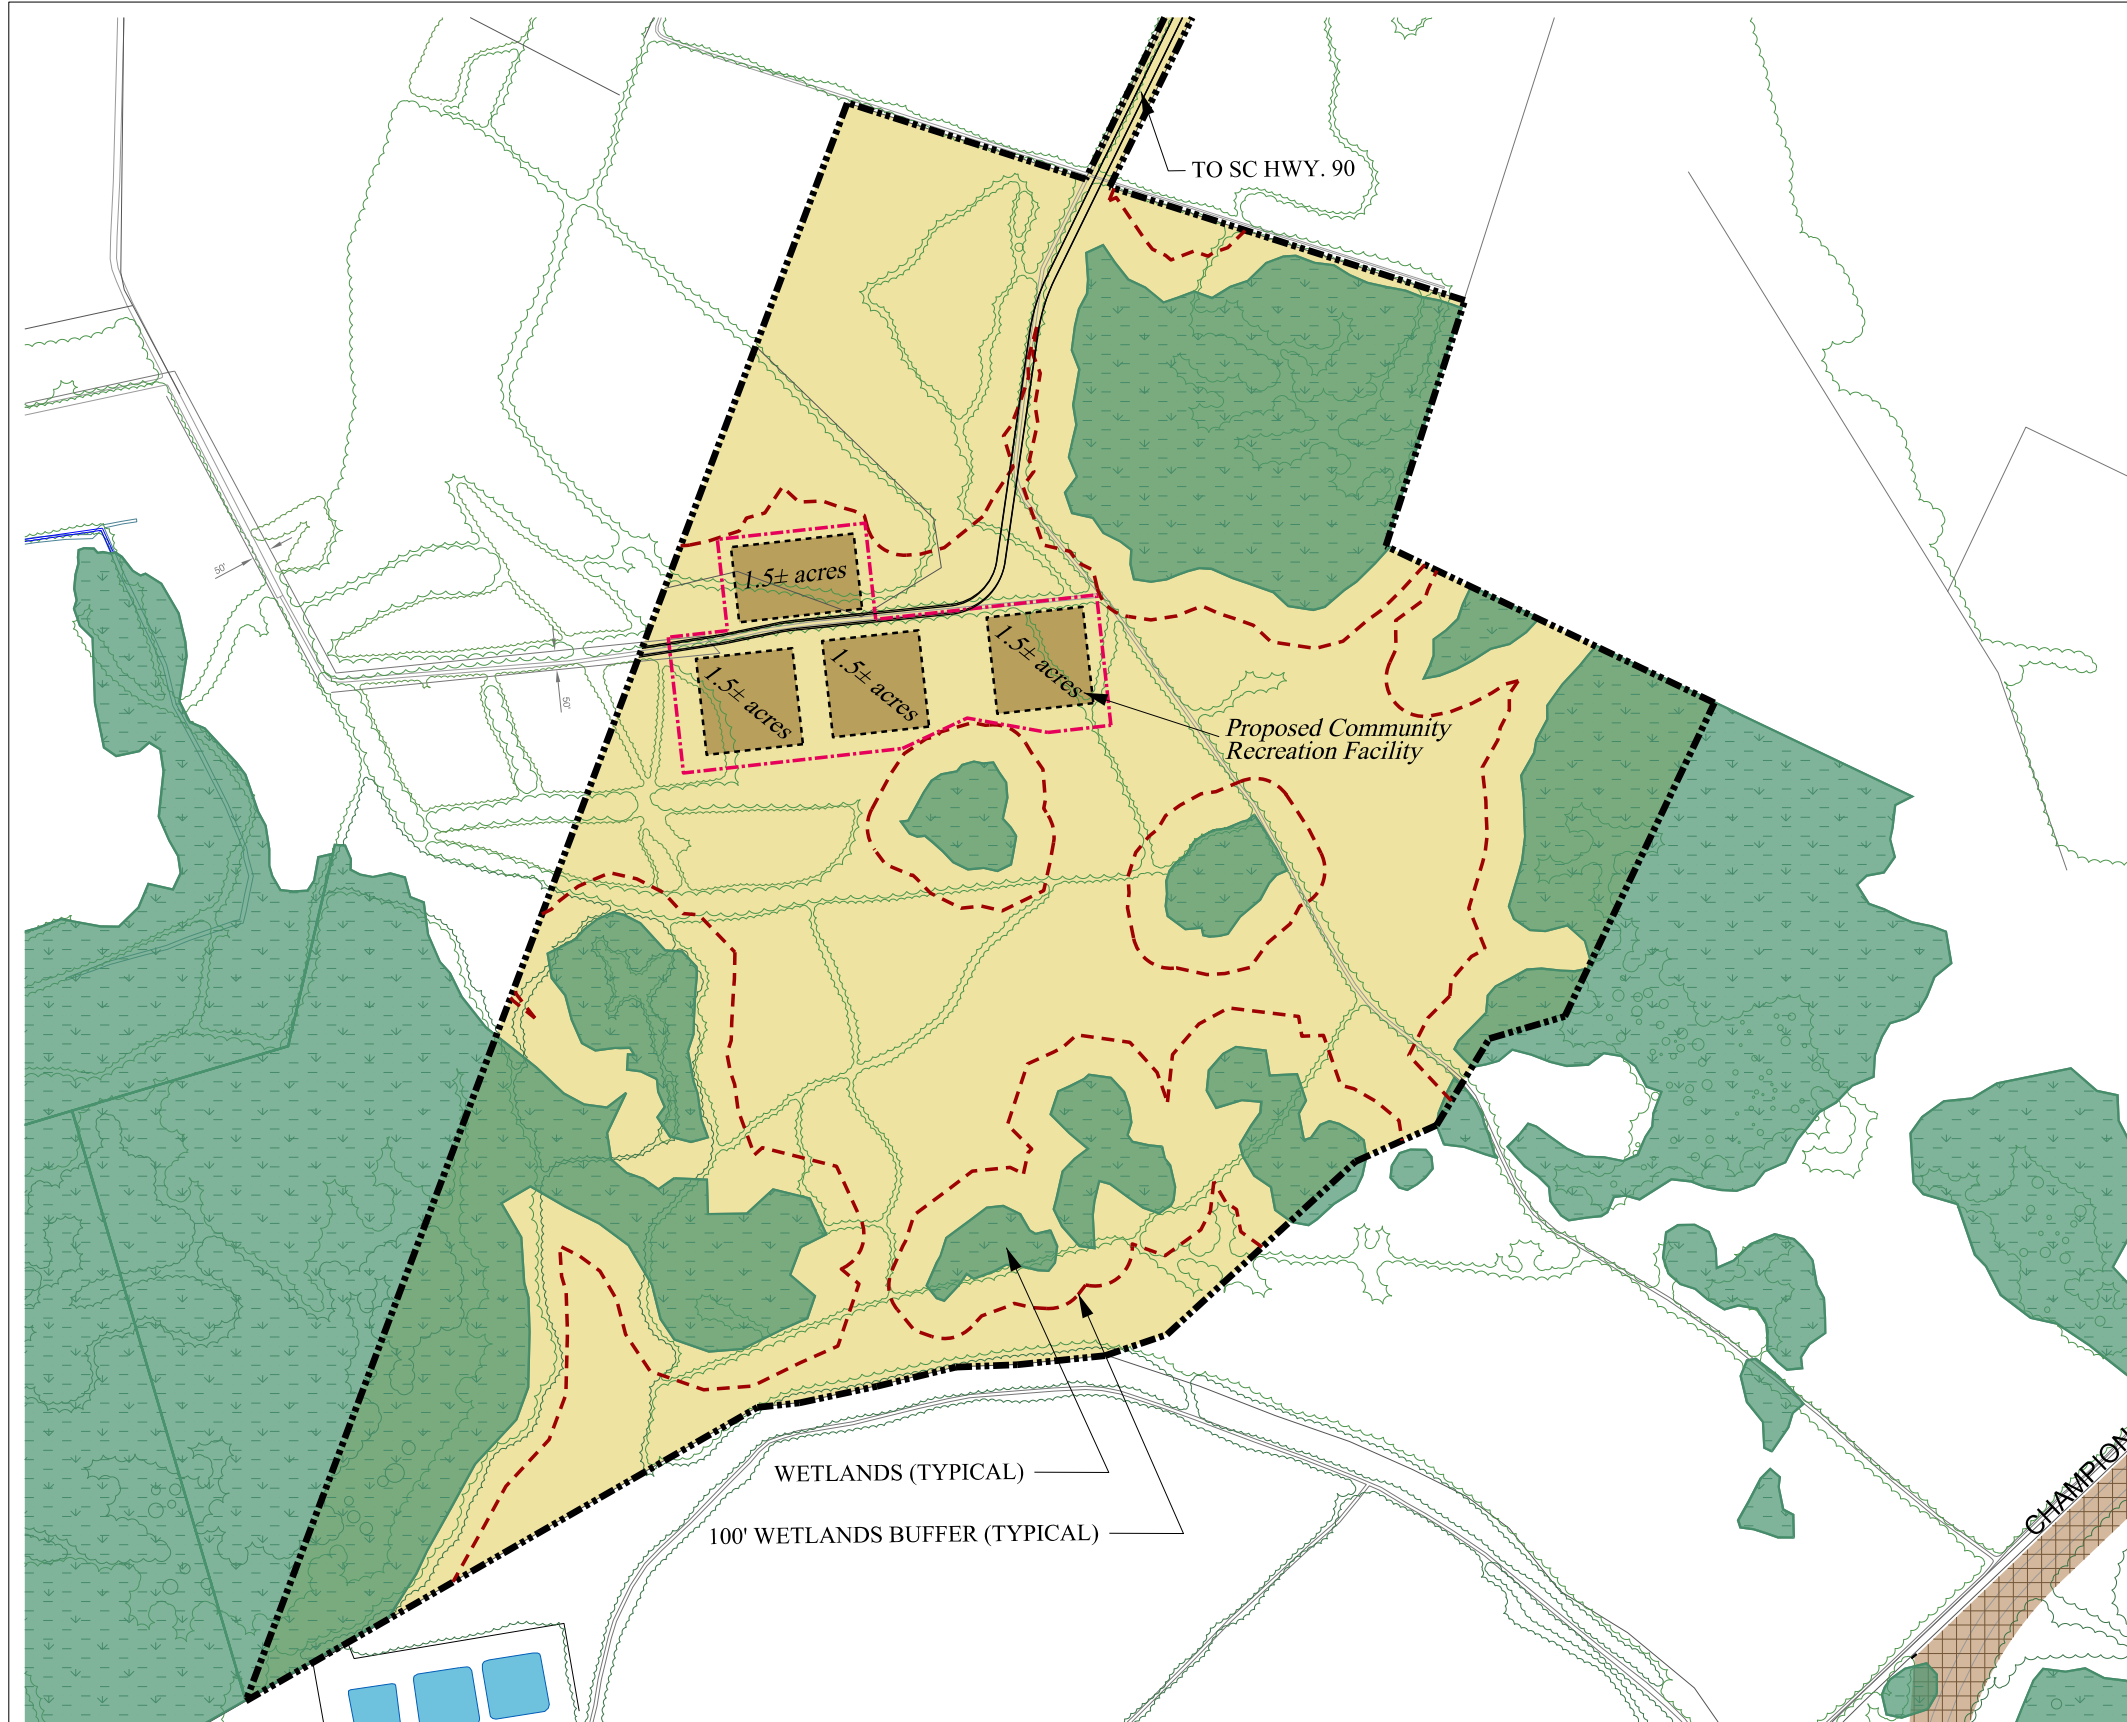 TO SC HWY. 90
50'
1.5± acres
1.5± acres
1.5± acres
1.5± acres
50'
Proposed Community
Recreation Facility
WETLANDS (TYPICAL)
100' WETLANDS BUFFER (TYPICAL)
CHAMPION